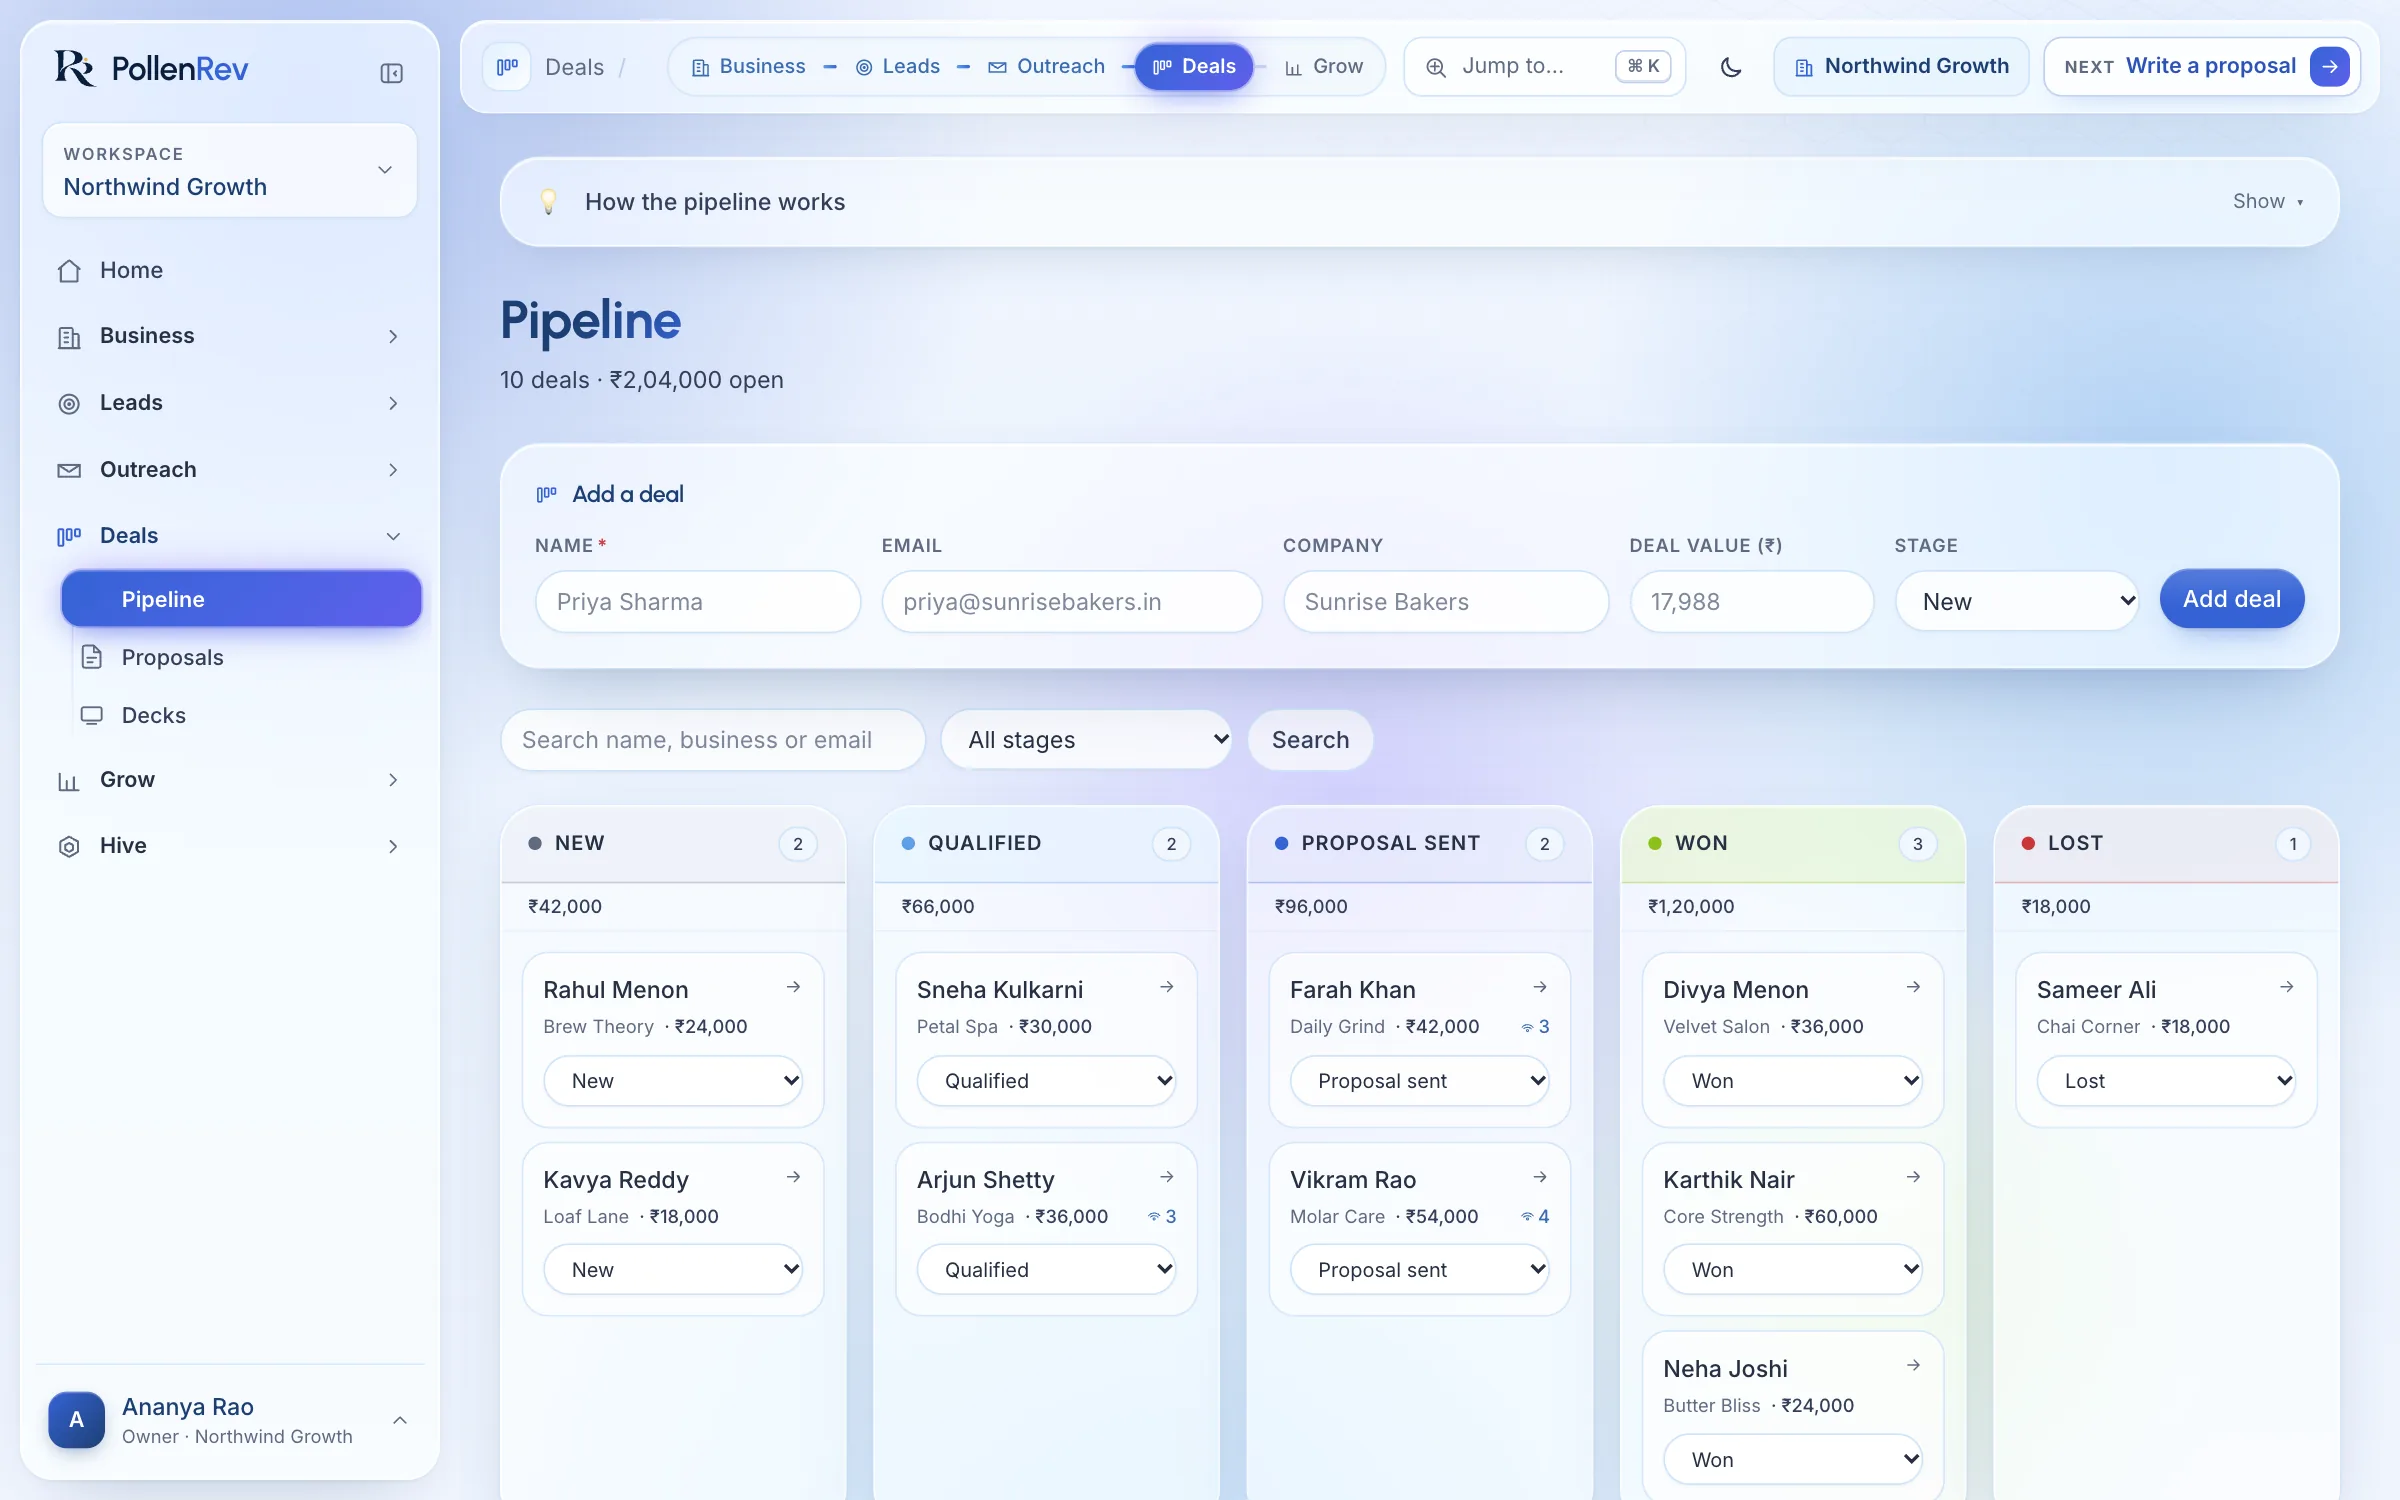 PollenRev
WORKSPACE
Northwind Growth
Home
Business
Leads
Outreach
Deals
Pipeline
Proposals
Decks
Grow
Hive
A
Ananya Rao
Owner · Northwind Growth
Deals /
Business
Leads
Outreach
Deals
Grow
Jump to...
⌘ K
Northwind Growth
NEXT Write a proposal →
How the pipeline works
Show ▾
Pipeline
10 deals · ₹2,04,000 open
Add a deal
NAME *
EMAIL
COMPANY
DEAL VALUE (₹)
STAGE
Priya Sharma
priya@sunrisebakers.in
Sunrise Bakers
17,988
New
Add deal
Search name, business or email
All stages
Search
NEW 2
₹42,000
Rahul Menon →
Brew Theory · ₹24,000
New
Kavya Reddy →
Loaf Lane · ₹18,000
New
QUALIFIED 2
₹66,000
Sneha Kulkarni →
Petal Spa · ₹30,000
Qualified
Arjun Shetty →
Bodhi Yoga · ₹36,000 3
Qualified
PROPOSAL SENT 2
₹96,000
Farah Khan →
Daily Grind · ₹42,000 3
Proposal sent
Vikram Rao →
Molar Care · ₹54,000 4
Proposal sent
WON 3
₹1,20,000
Divya Menon →
Velvet Salon · ₹36,000
Won
Karthik Nair →
Core Strength · ₹60,000
Won
Neha Joshi →
Butter Bliss · ₹24,000
Won
LOST 1
₹18,000
Sameer Ali →
Chai Corner · ₹18,000
Lost